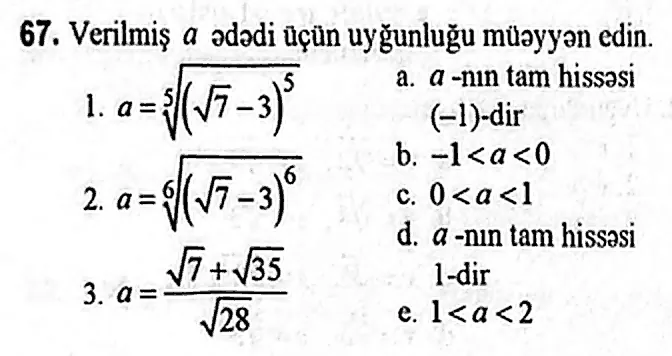 67. Verilmiş a ədədi üçün uyğunluğu müəyyən edin.
1. a = ⁵√(√7 − 3)⁵
2. a = ⁶√(√7 − 3)⁶
3. a = (√7 + √35) / √28
a. a -nın tam hissəsi
(−1)-dir
b. −1 < a < 0
c. 0 < a < 1
d. a -nın tam hissəsi
1-dir
e. 1 < a < 2